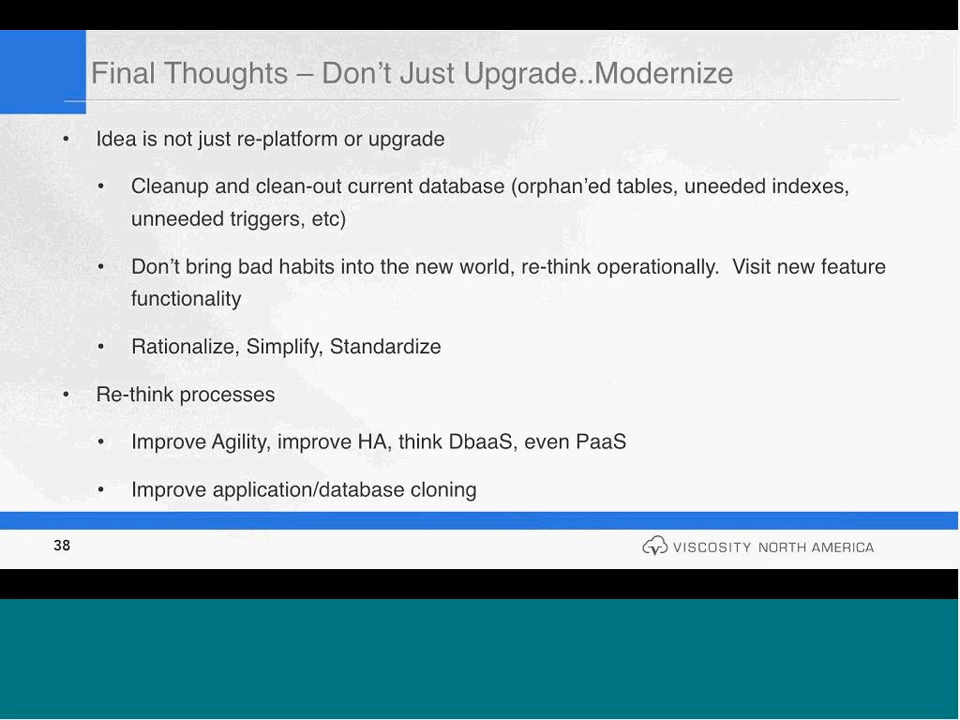 Final Thoughts – Don't Just Upgrade..Modernize
• Idea is not just re-platform or upgrade
• Cleanup and clean-out current database (orphan'ed tables, uneeded indexes,
unneeded triggers, etc)
• Don't bring bad habits into the new world, re-think operationally.  Visit new feature
functionality
• Rationalize, Simplify, Standardize
• Re-think processes
• Improve Agility, improve HA, think DbaaS, even PaaS
• Improve application/database cloning
38
VISCOSITY NORTH AMERICA